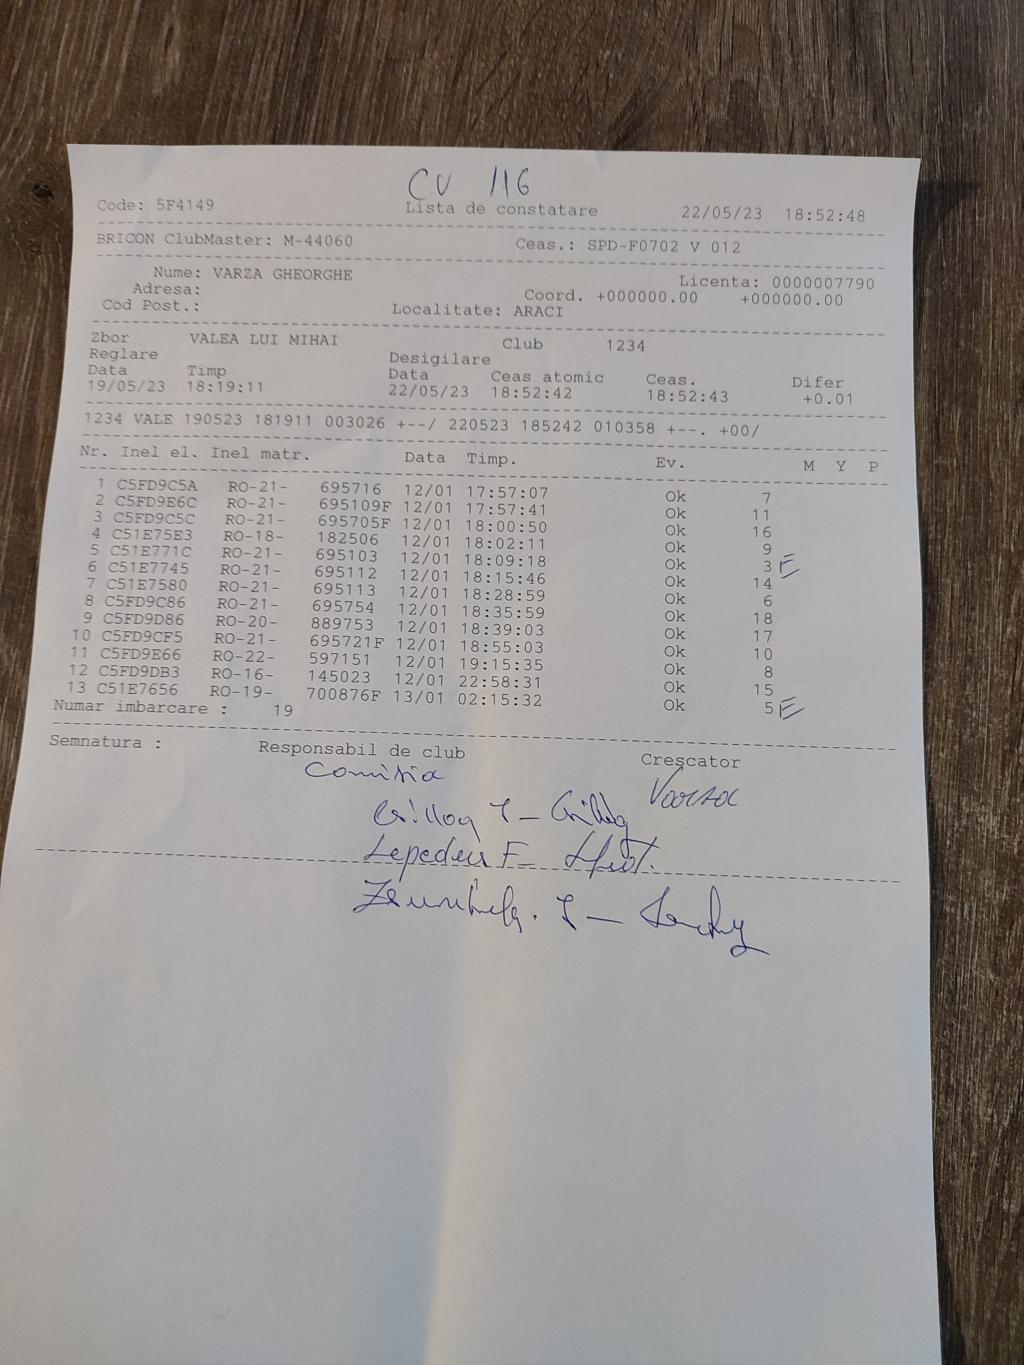 CV 116
Code: 5F4149 Lista de constatare 22/05/23 18:52:48
BRICON ClubMaster: M-44060 Ceas.: SPD-F0702 V 012
Nume: VARZA GHEORGHE Licenta: 0000007790
Adresa: Coord. +000000.00 +000000.00
Cod Post.: Localitate: ARACI
Zbor VALEA LUI MIHAI Club 1234
Reglare Desigilare
Data Timp Data Ceas atomic Ceas. Difer
19/05/23 18:19:11 22/05/23 18:52:42 18:52:43 +0.01
1234 VALE 190523 181911 003026 +--/ 220523 185242 010358 +--. +00/
Nr. Inel el. Inel matr. Data Timp. Ev. M Y P
1 C5FD9C5A RO-21- 695716 12/01 17:57:07 Ok 7
2 C5FD9E6C RO-21- 695109F 12/01 17:57:41 Ok 11
3 C5FD9C5C RO-21- 695705F 12/01 18:00:50 Ok 16
4 C51E75E3 RO-18- 182506 12/01 18:02:11 Ok 9
5 C51E771C RO-21- 695103 12/01 18:09:18 Ok 3 E
6 C51E7745 RO-21- 695112 12/01 18:15:46 Ok 14
7 C51E7580 RO-21- 695113 12/01 18:28:59 Ok 6
8 C5FD9C86 RO-21- 695754 12/01 18:35:59 Ok 18
9 C5FD9D86 RO-20- 889753 12/01 18:39:03 Ok 17
10 C5FD9CF5 RO-21- 695721F 12/01 18:55:03 Ok 10
11 C5FD9E66 RO-22- 597151 12/01 19:15:35 Ok 8
12 C5FD9DB3 RO-16- 145023 12/01 22:58:31 Ok 15
13 C51E7656 RO-19- 700876F 13/01 02:15:32 Ok 5 E
Numar imbarcare : 19
Semnatura : Responsabil de club Crescator
Comisia